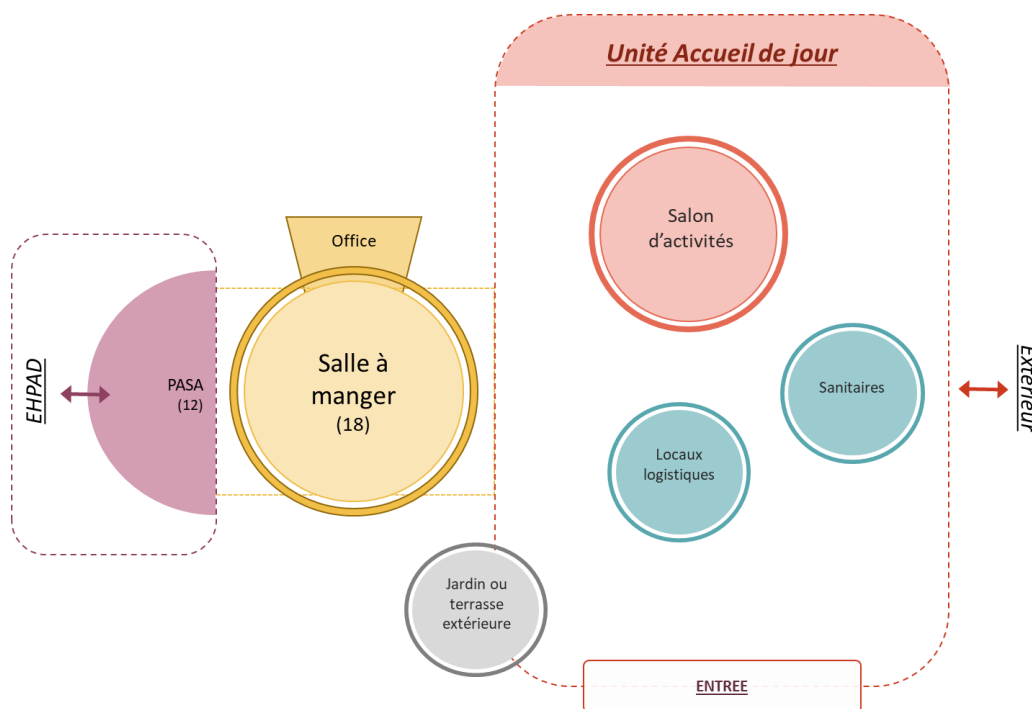 Unité Accueil de jour
Salon
d'activités
Office
Salle à
manger
(18)
PASA
(12)
EHPAD
Sanitaires
Extérieur
Locaux
logistiques
Jardin ou
terrasse
extérieure
ENTREE